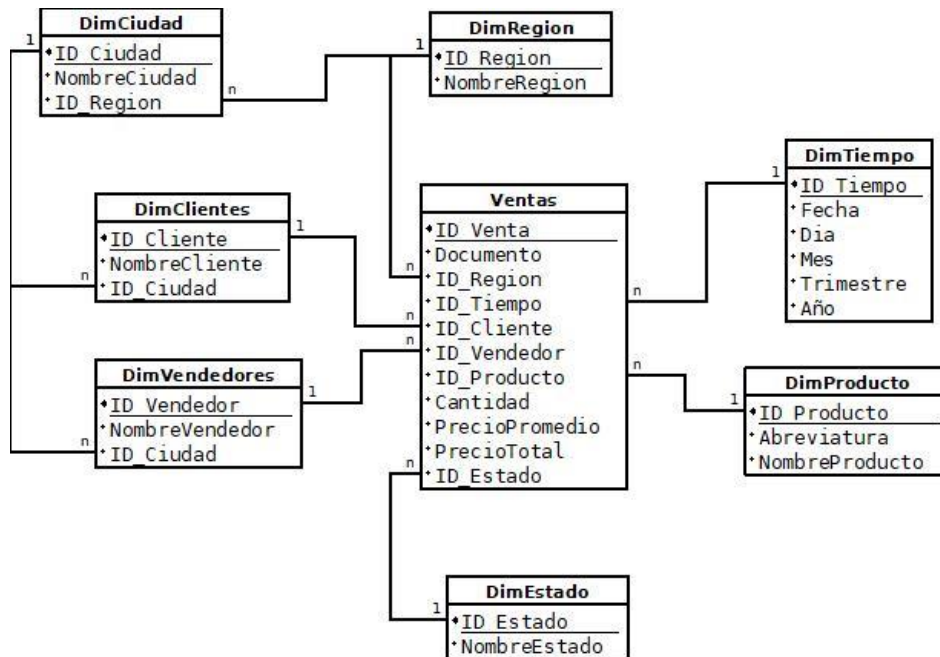 DimCiudad
ID_Ciudad
NombreCiudad
ID_Region
DimRegion
ID_Region
NombreRegion
DimClientes
ID_Cliente
NombreCliente
ID_Ciudad
DimVendedores
ID_Vendedor
NombreVendedor
ID_Ciudad
Ventas
ID_Venta
Documento
ID_Region
ID_Tiempo
ID_Cliente
ID_Vendedor
ID_Producto
Cantidad
PrecioPromedio
PrecioTotal
ID_Estado
DimTiempo
ID_Tiempo
Fecha
Dia
Mes
Trimestre
Año
DimProducto
ID_Producto
Abreviatura
NombreProducto
DimEstado
ID_Estado
NombreEstado
1
n
1
n
1
n
n
1
n
n
1
n
n
1
n
1